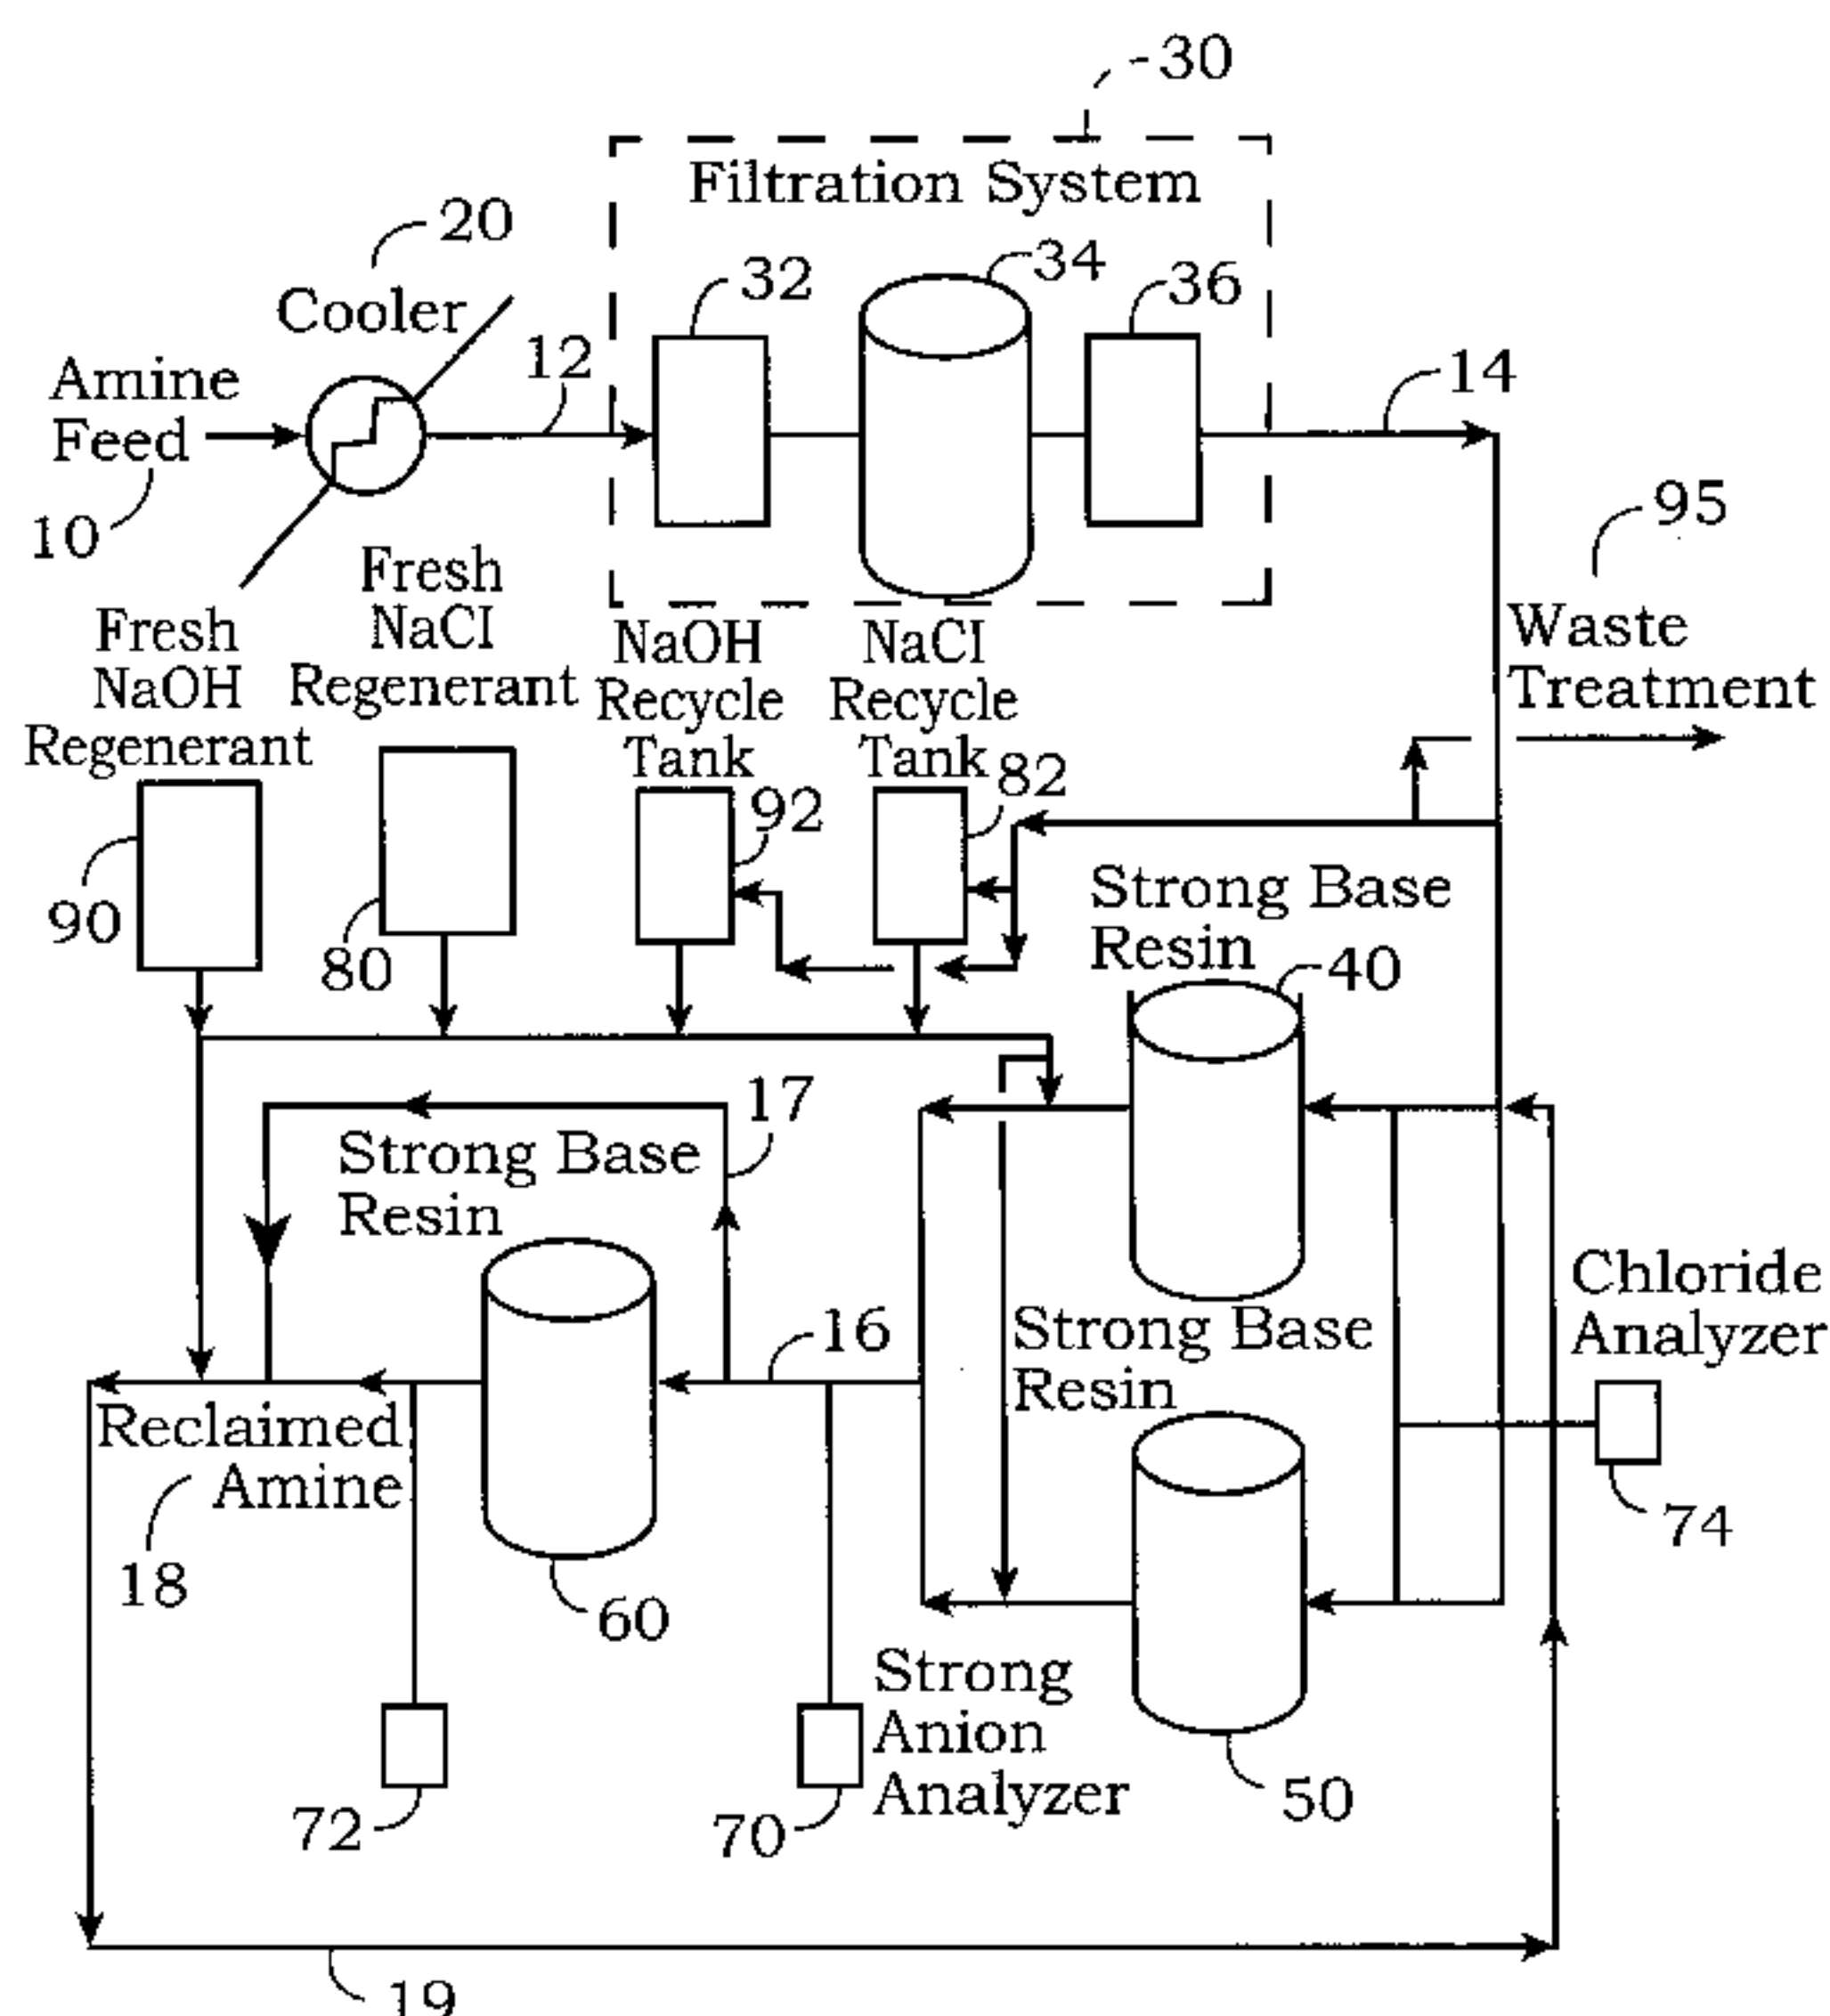 30
Filtration System
20
Cooler
32
34
36
Amine
Feed
10
12
14
95
Waste
Treatment
Fresh
NaOH
Regenerant
Fresh
NaCI
Regenerant
NaOH
Recycle
Tank
NaCI
Recycle
Tank
82
92
90
80
Strong Base
Resin
40
17
Strong Base
Resin
16
Strong Base
Resin
Chloride
Analyzer
74
Reclaimed
Amine
18
60
Strong
Anion
Analyzer
50
72
70
19